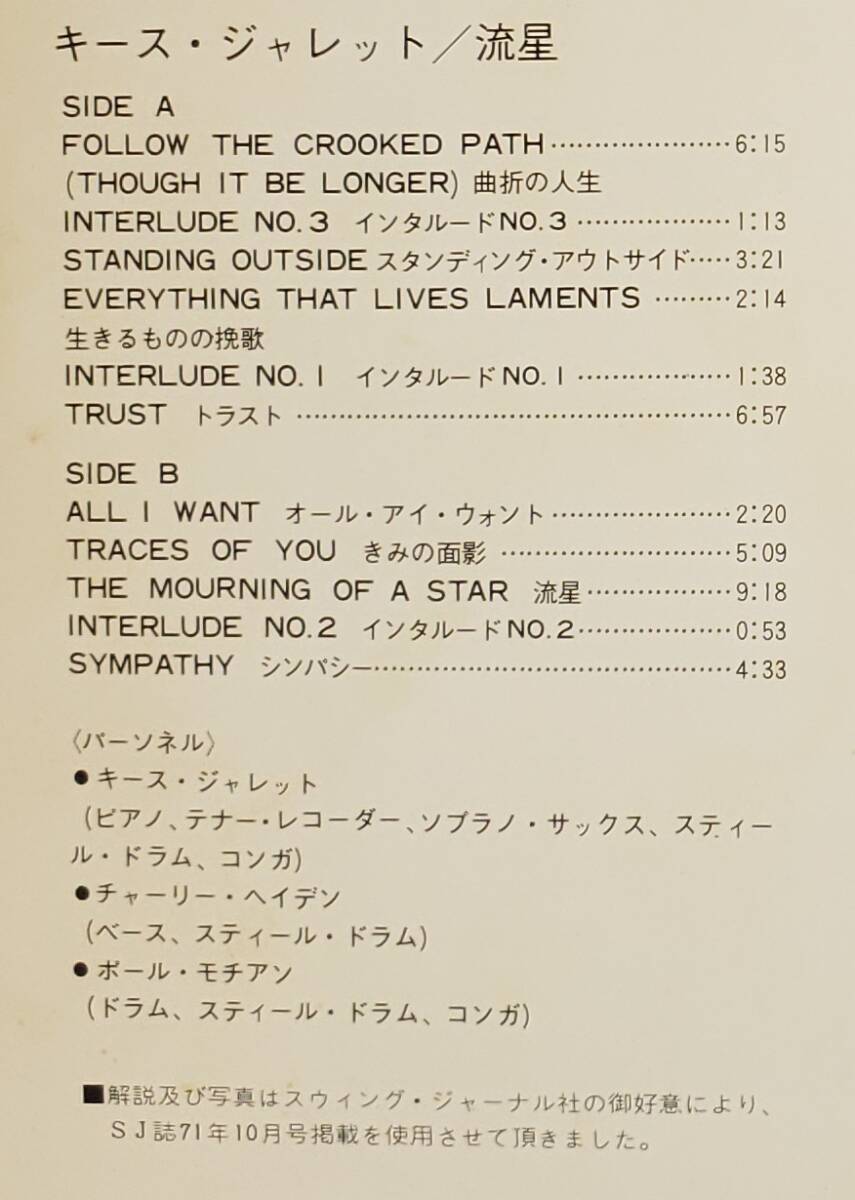 キース・ジャレット／流星
SIDE A
FOLLOW THE CROOKED PATH…………………6:15
(THOUGH IT BE LONGER) 曲折の人生
INTERLUDE NO.3 インタルードNO.3………………1:13
STANDING OUTSIDE スタンディング・アウトサイド……3:21
EVERYTHING THAT LIVES LAMENTS ………2:14
生きるものの挽歌
INTERLUDE NO.1 インタルードNO.1………………1:38
TRUST トラスト………………………………………6:57
SIDE B
ALL I WANT オール・アイ・ウォント…………………2:20
TRACES OF YOU きみの面影 ………………………5:09
THE MOURNING OF A STAR 流星………………9:18
INTERLUDE NO.2 インタルードNO.2………………0:53
SYMPATHY シンパシー…………………………………4:33
〈パーソネル〉
●キース・ジャレット
(ピアノ、テナー・レコーダー、ソプラノ・サックス、スティー
ル・ドラム、コンガ)
●チャーリー・ヘイデン
(ベース、スティール・ドラム)
●ポール・モチアン
(ドラム、スティール・ドラム、コンガ)
■解説及び写真はスウィング・ジャーナル社の御好意により、
SJ誌71年10月号掲載を使用させて頂きました。